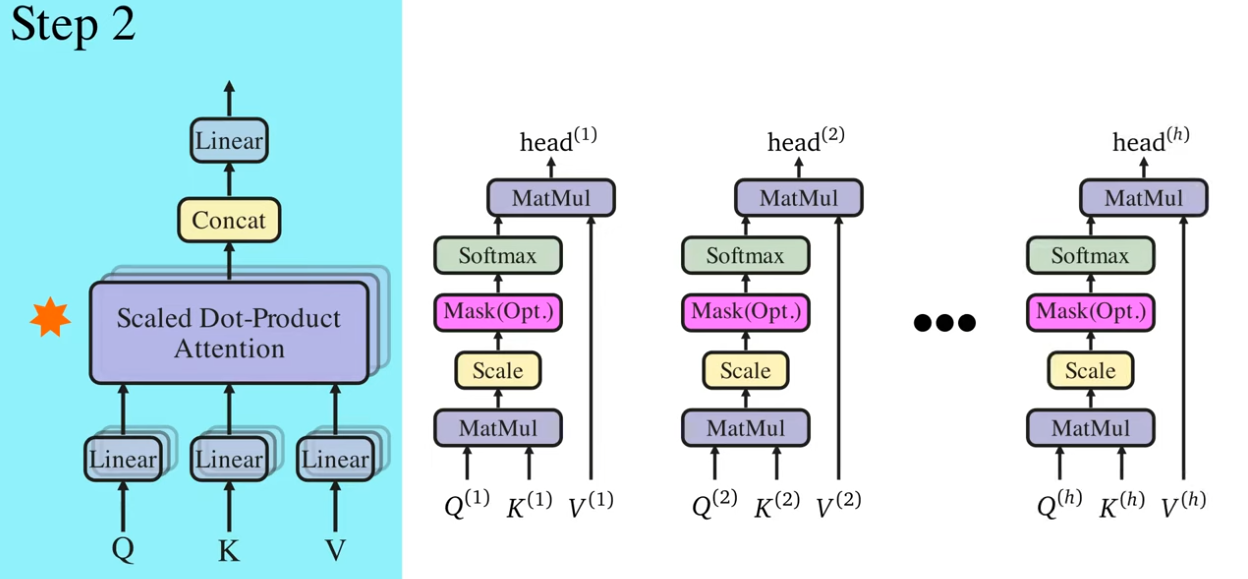 Step 2
Linear
Concat
Scaled Dot-Product
Attention
Linear Linear Linear
Q K V
head⁽¹⁾ head⁽²⁾ head⁽ʰ⁾
MatMul MatMul MatMul
Softmax Softmax Softmax
Mask(Opt.) Mask(Opt.) Mask(Opt.)
Scale Scale Scale
MatMul MatMul MatMul
Q⁽¹⁾ K⁽¹⁾ V⁽¹⁾ Q⁽²⁾ K⁽²⁾ V⁽²⁾ Q⁽ʰ⁾ K⁽ʰ⁾ V⁽ʰ⁾